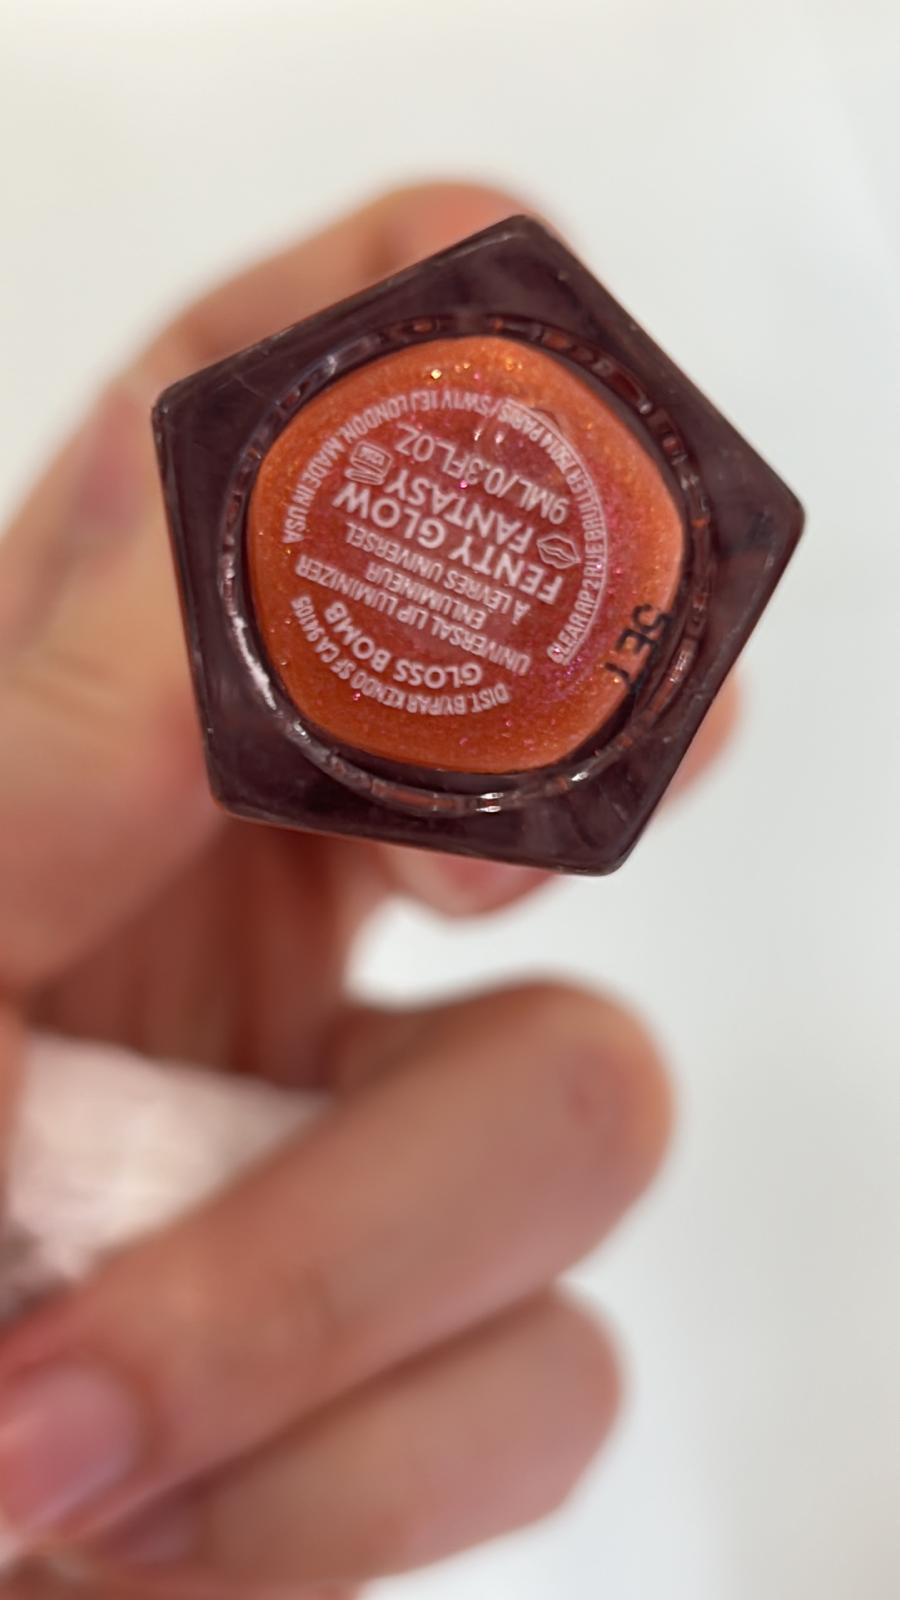 DIST. BY/PAR KENDO SF CA 94105
GLOSS BOMB
UNIVERSAL LIP LUMINIZER
ENLUMINEUR
À LÈVRES UNIVERSEL
FENTY GLOW
FANTASY
9ML/0.3FL.OZ
CLEAR, RP 2 RUE BRULLER 75014 PARIS / SW1V 1EJ LONDON. MADE IN USA